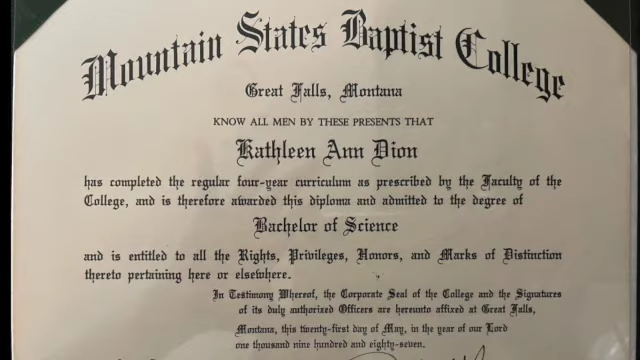 Mountain States Baptist College
Great Falls, Montana
KNOW ALL MEN BY THESE PRESENTS THAT
Kathleen Ann Dion
has completed the regular four-year curriculum as prescribed by the Faculty of the
College, and is therefore awarded this diploma and admitted to the degree of
Bachelor of Science
and is entitled to all the Rights, Privileges, Honors, and Marks of Distinction
thereto pertaining here or elsewhere.
In Testimony Whereof, the Corporate Seal of the College and the Signatures
of its duly authorized Officers are hereunto affixed at Great Falls,
Montana, this twenty-first day of May, in the year of our Lord
one thousand nine hundred and eighty-seven.